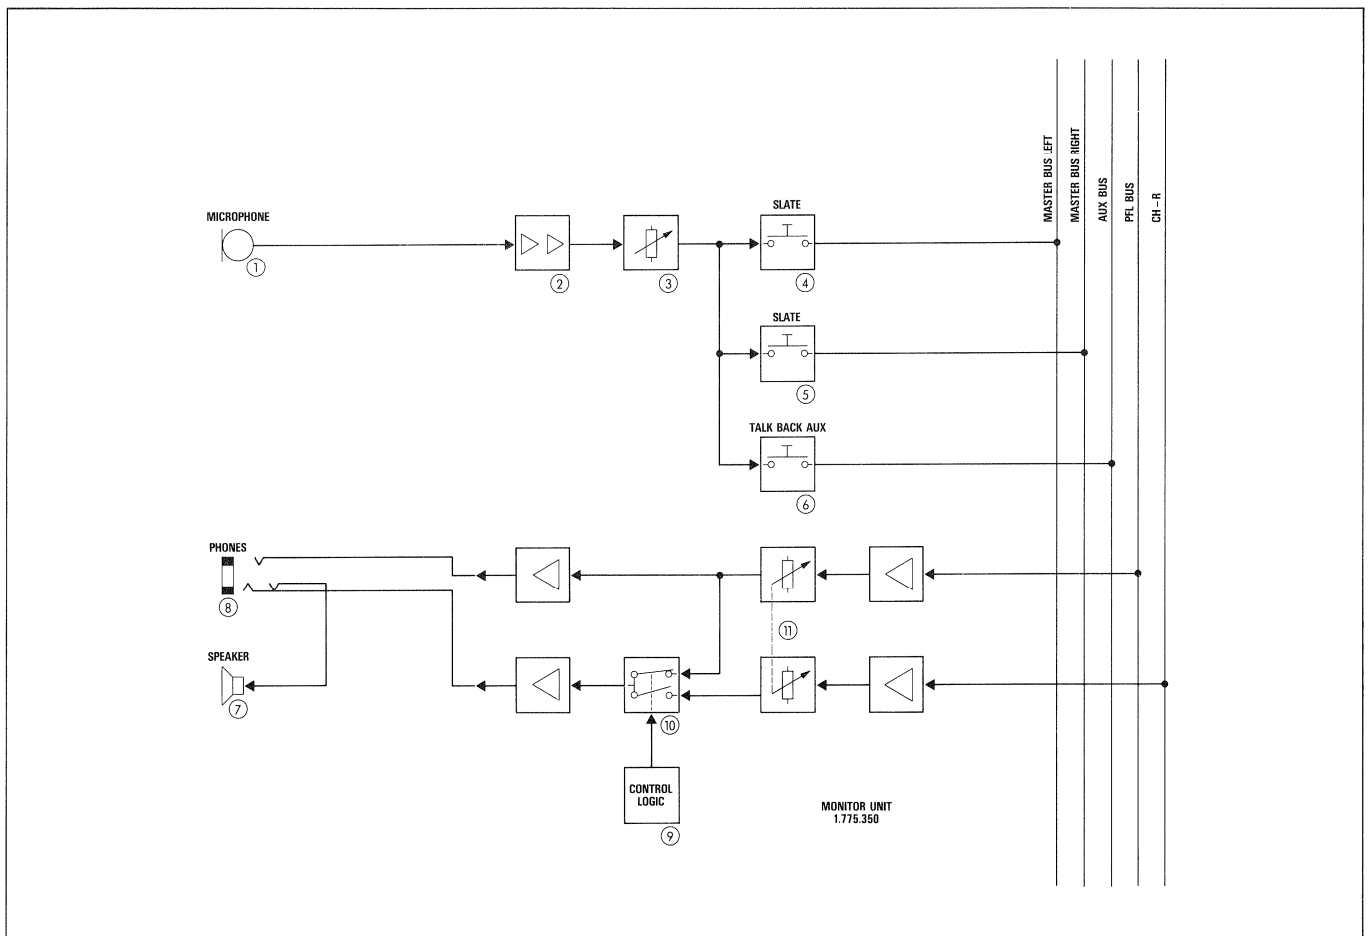 MASTER BUS LEFT
MASTER BUS RIGHT
AUX BUS
PFL BUS
CH – R
MICROPHONE
1
2
3
SLATE
4
SLATE
5
TALK BACK AUX
6
PHONES
8
11
SPEAKER
7
10
CONTROL
LOGIC
9
MONITOR UNIT
1.775.350